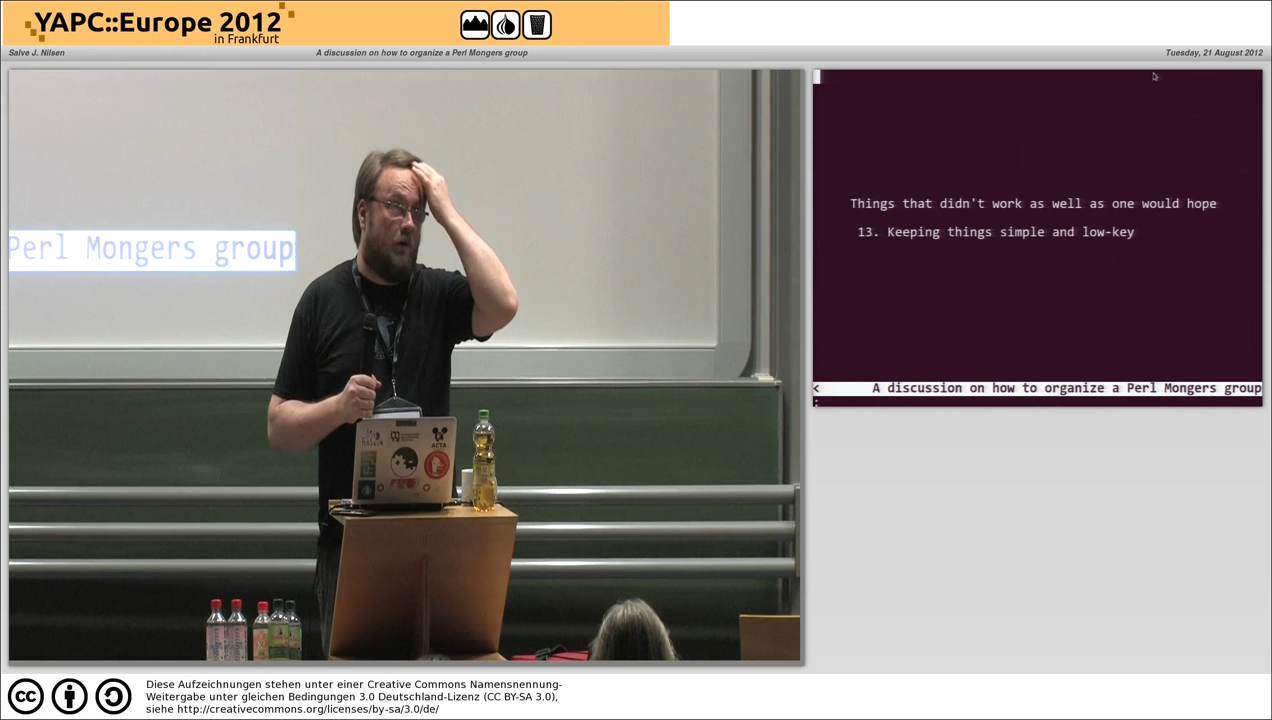 YAPC::Europe 2012
in Frankfurt
Salve J. Nilsen
A discussion on how to organize a Perl Mongers group
Tuesday, 21 August 2012
Perl Mongers group
ACTA
Things that didn't work as well as one would hope
13. Keeping things simple and low-key
< A discussion on how to organize a Perl Mongers group
:
cc
Diese Aufzeichnungen stehen unter einer Creative Commons Namensnennung-
Weitergabe unter gleichen Bedingungen 3.0 Deutschland-Lizenz (CC BY-SA 3.0),
siehe http://creativecommons.org/licenses/by-sa/3.0/de/